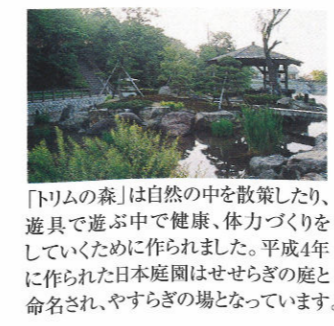 「トリムの森」は自然の中を散策したり、
遊具で遊ぶ中で健康、体力づくりを
していくために作られました。平成4年
に作られた日本庭園はせせらぎの庭と
命名され、やすらぎの場となっています。